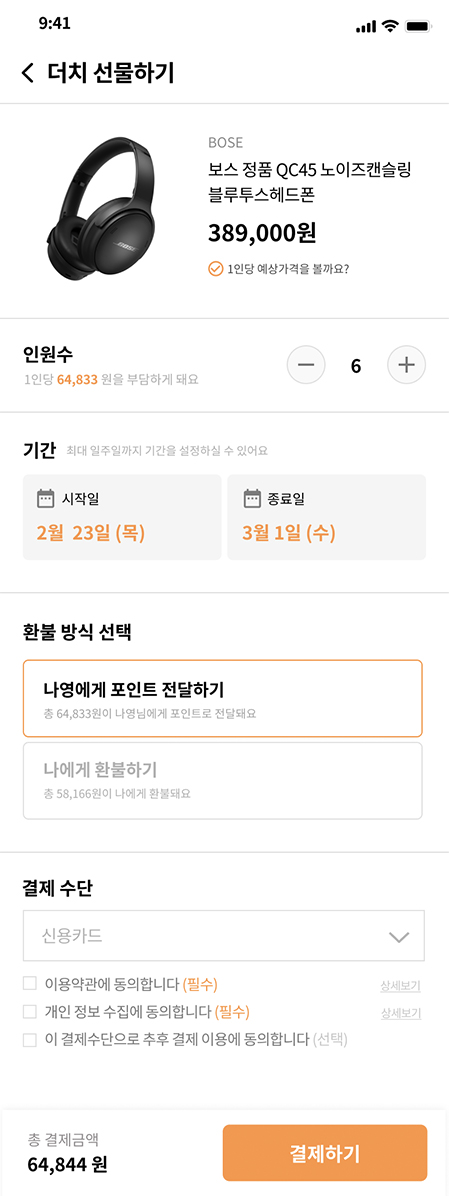 9:41
더치 선물하기
BOSE
보스 정품 QC45 노이즈캔슬링
블루투스헤드폰
389,000원
1인당 예상가격을 볼까요?
BOSE
인원수
1인당 64,833 원을 부담하게 돼요
6
기간 최대 일주일까지 기간을 설정하실 수 있어요
시작일
2월 23일 (목)
종료일
3월 1일 (수)
환불 방식 선택
나영에게 포인트 전달하기
총 64,833원이 나영님에게 포인트로 전달돼요
나에게 환불하기
총 58,166원이 나에게 환불돼요
결제 수단
신용카드
이용약관에 동의합니다 (필수) 상세보기
개인 정보 수집에 동의합니다 (필수) 상세보기
이 결제수단으로 추후 결제 이용에 동의합니다 (선택)
총 결제금액
64,844 원
결제하기